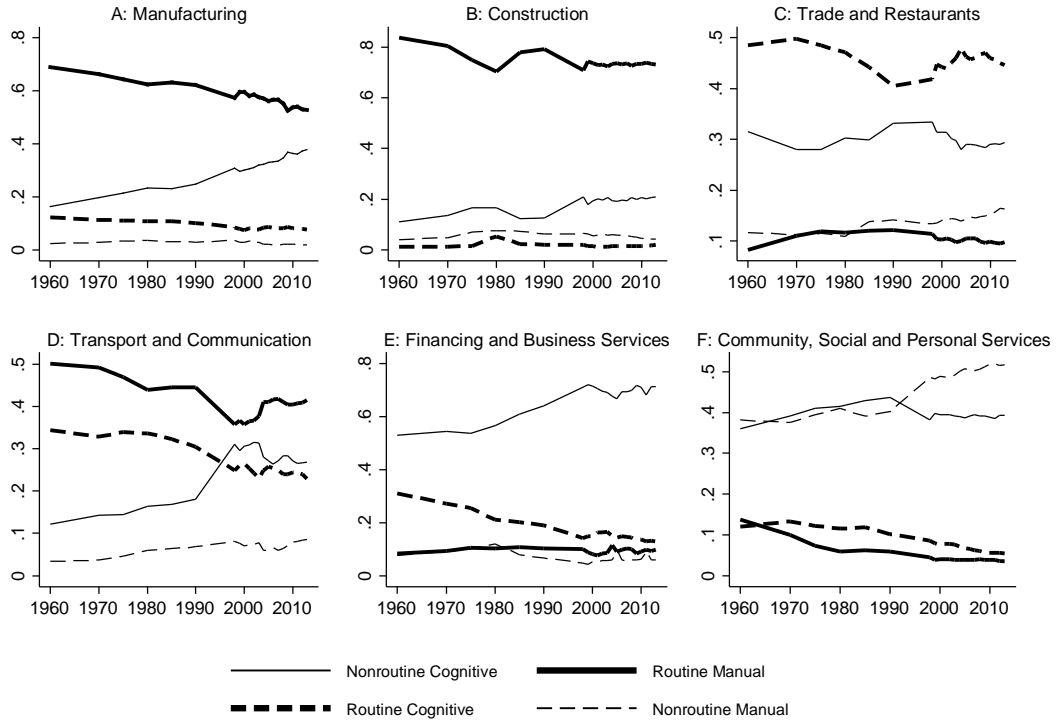 A: Manufacturing
.8
.6
.4
.2
0
1960 1970 1980 1990 2000 2010
B: Construction
.8
.6
.4
.2
0
1960 1970 1980 1990 2000 2010
C: Trade and Restaurants
.5
.4
.3
.2
.1
1960 1970 1980 1990 2000 2010
D: Transport and Communication
.5
.4
.3
.2
.1
0
1960 1970 1980 1990 2000 2010
E: Financing and Business Services
.8
.6
.4
.2
0
1960 1970 1980 1990 2000 2010
F: Community, Social and Personal Services
.5
.4
.3
.2
.1
0
1960 1970 1980 1990 2000 2010
Nonroutine Cognitive Routine Manual
Routine Cognitive Nonroutine Manual